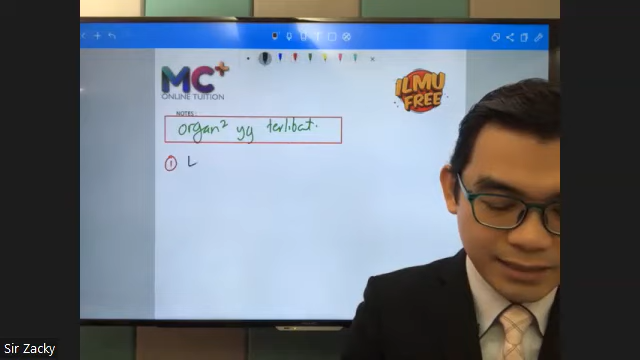 MC+
ONLINE TUITION
ILMU
FREE
NOTES:
organ² yg terlibat.
① L
Sir Zacky